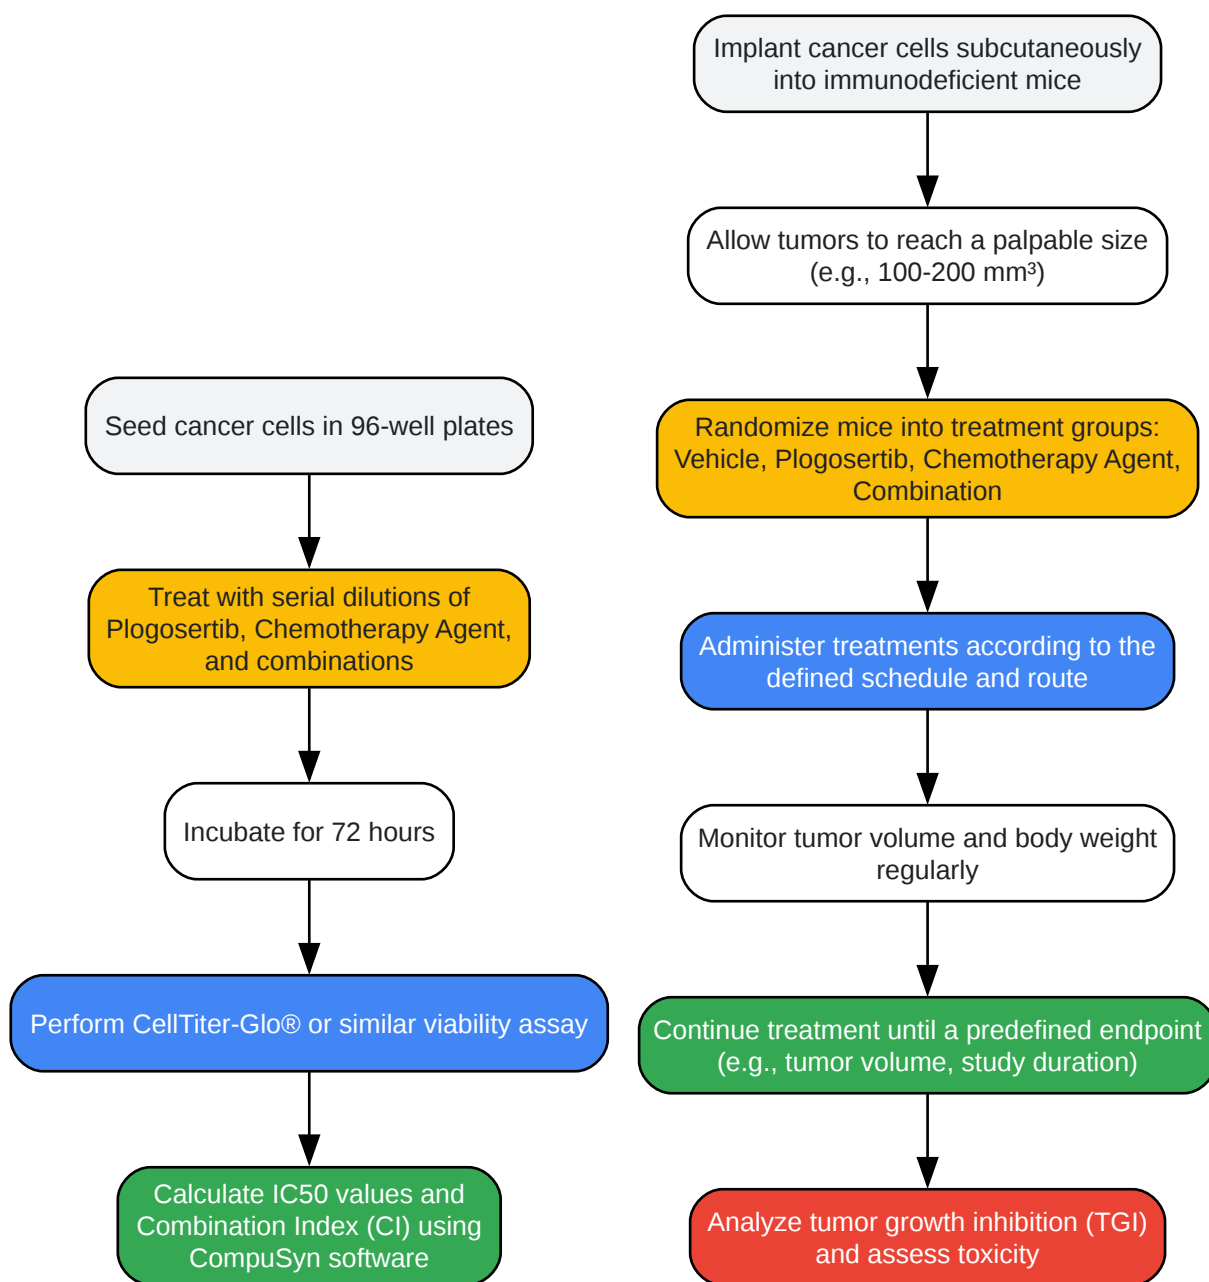 Seed cancer cells in 96-well plates
Treat with serial dilutions of
Plogosertib, Chemotherapy Agent,
and combinations
Incubate for 72 hours
Perform CellTiter-Glo® or similar viability assay
Calculate IC50 values and
Combination Index (CI) using
CompuSyn software
Implant cancer cells subcutaneously
into immunodeficient mice
Allow tumors to reach a palpable size
(e.g., 100-200 mm³)
Randomize mice into treatment groups:
Vehicle, Plogosertib, Chemotherapy Agent,
Combination
Administer treatments according to the
defined schedule and route
Monitor tumor volume and body weight
regularly
Continue treatment until a predefined endpoint
(e.g., tumor volume, study duration)
Analyze tumor growth inhibition (TGI)
and assess toxicity